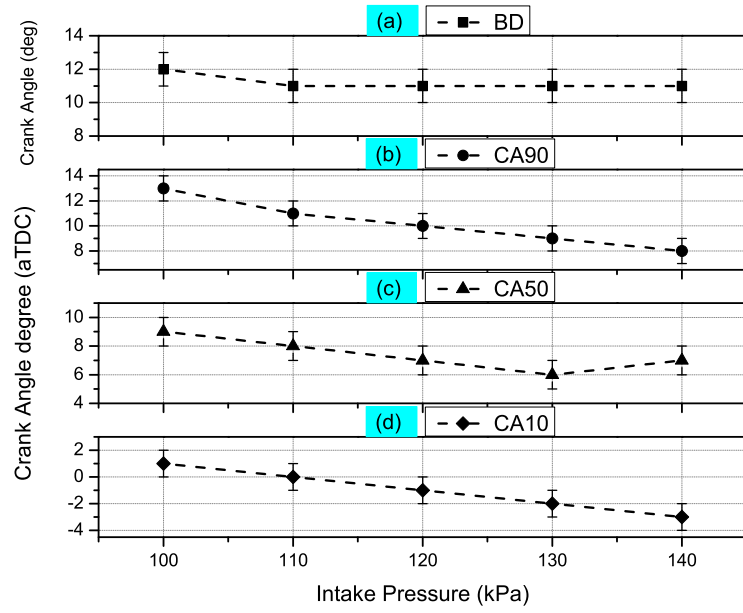 (a) BD
14
12
10
8
Crank Angle (deg)
(b) CA90
14
12
10
8
(c) CA50
10
8
6
4
Crank Angle degree (aTDC)
(d) CA10
2
0
-2
-4
100 110 120 130 140
Intake Pressure (kPa)